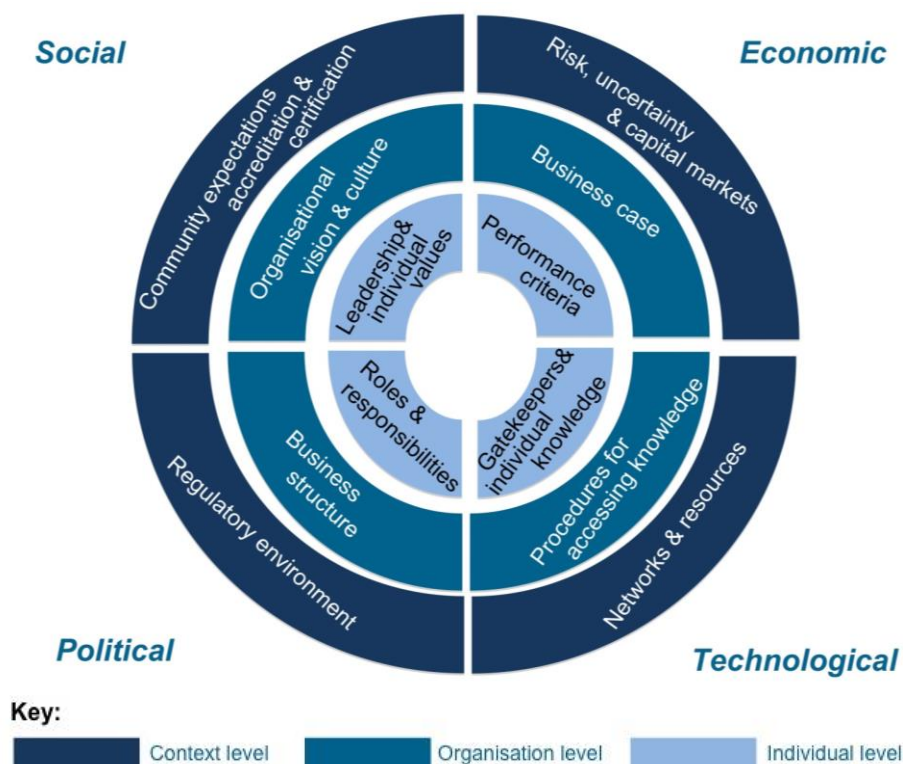 Social
Economic
Community expectations
accreditation &
certification
Risk, uncertainty
& capital markets
Organisational
vision & culture
Business case
Leadership&
individual
values
Performance
criteria
Roles &
responsibilities
Gatekeepers&
individual
knowledge
Business
structure
Procedures for
accessing knowledge
Regulatory environment
Networks & resources
Political
Technological
Key:
Context level
Organisation level
Individual level